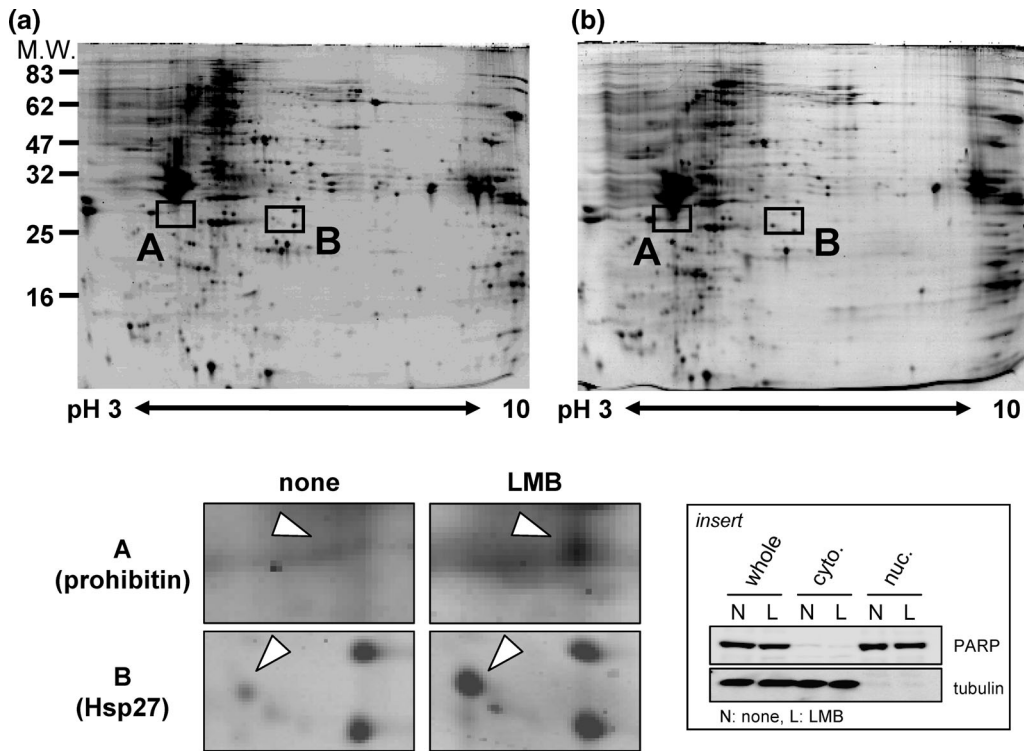 (a)
(b)
M.W.
83
62
47
32
25
16
A
B
A
B
pH 3
10
pH 3
10
none
LMB
A
(prohibitin)
B
(Hsp27)
insert
whole
cyto.
nuc.
N L N L N L
PARP
tubulin
N: none, L: LMB